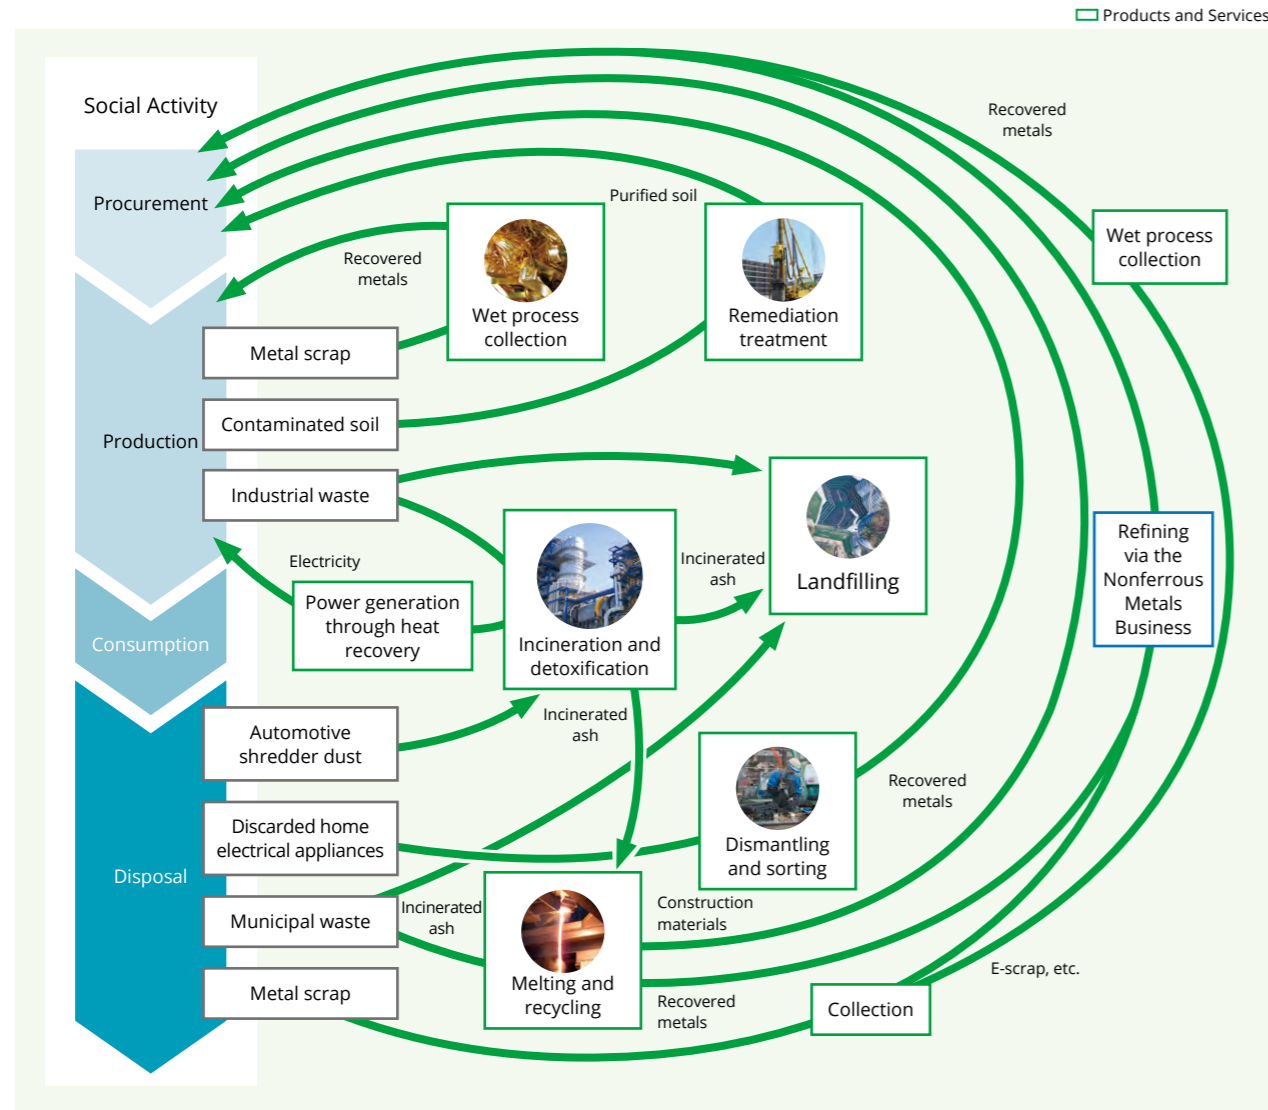 Products and Services
Social Activity
Recovered
metals
Procurement
Purified soil
Wet process
collection
Recovered
metals
Wet process
collection
Remediation
treatment
Metal scrap
Contaminated soil
Production
Industrial waste
Electricity
Incinerated
ash
Landfilling
Refining
via the
Nonferrous
Metals
Business
Power generation
through heat
recovery
Incineration and
detoxification
Consumption
Incinerated
ash
Automotive
shredder dust
Recovered
metals
Discarded home
electrical appliances
Dismantling
and sorting
Disposal
Municipal waste
Incinerated
ash
Construction
materials
Melting and
recycling
E-scrap, etc.
Metal scrap
Recovered
metals
Collection